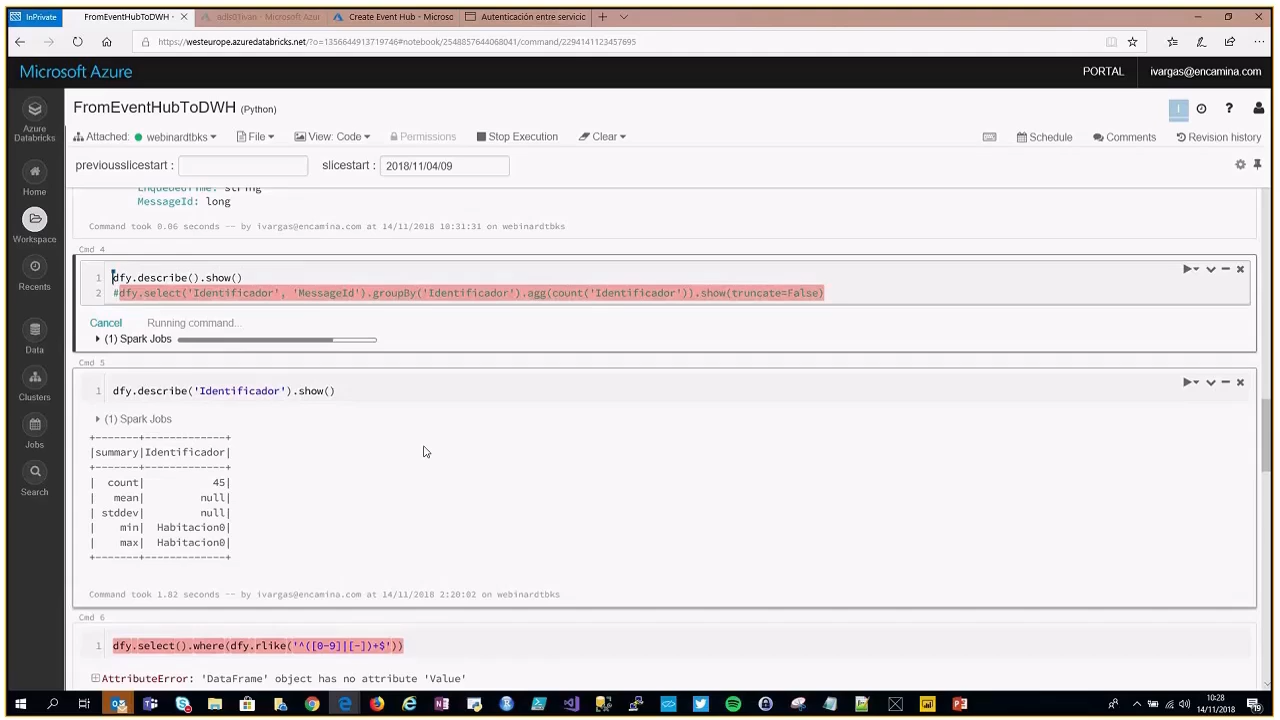 InPrivate
FromEventHubToDWH -
adls01ivan - Microsoft Azur
Create Event Hub - Microso
Autenticación entre servicic
https://westeurope.azuredatabricks.net/?o=1356644913719746#notebook/2548857644068041/command/2294141123457695
Microsoft Azure
PORTAL
ivargas@encamina.com
FromEventHubToDWH (Python)
Attached: webinardtbks
File
View: Code
Permissions
Stop Execution
Clear
Schedule
Comments
Revision history
previousslicestart :
slicestart : 2018/11/04/09
Azure
Databricks
Home
Workspace
Recents
Data
Clusters
Jobs
Search
EnqueuedTime: string
MessageId: long
Command took 0.06 seconds -- by ivargas@encamina.com at 14/11/2018 10:31:31 on webinardtbks
Cmd 4
1 dfy.describe().show()
2 #dfy.select('Identificador', 'MessageId').groupBy('Identificador').agg(count('Identificador')).show(truncate=False)
Cancel Running command...
(1) Spark Jobs
Cmd 5
1 dfy.describe('Identificador').show()
(1) Spark Jobs
+-------+-------------+
|summary|Identificador|
+-------+-------------+
| count| 45|
| mean| null|
| stddev| null|
| min| Habitacion0|
| max| Habitacion0|
+-------+-------------+
Command took 1.82 seconds -- by ivargas@encamina.com at 14/11/2018 2:20:02 on webinardtbks
Cmd 6
1 dfy.select().where(dfy.rlike('^([0-9]|[-])+$'))
AttributeError: 'DataFrame' object has no attribute 'Value'
10:28
14/11/2018